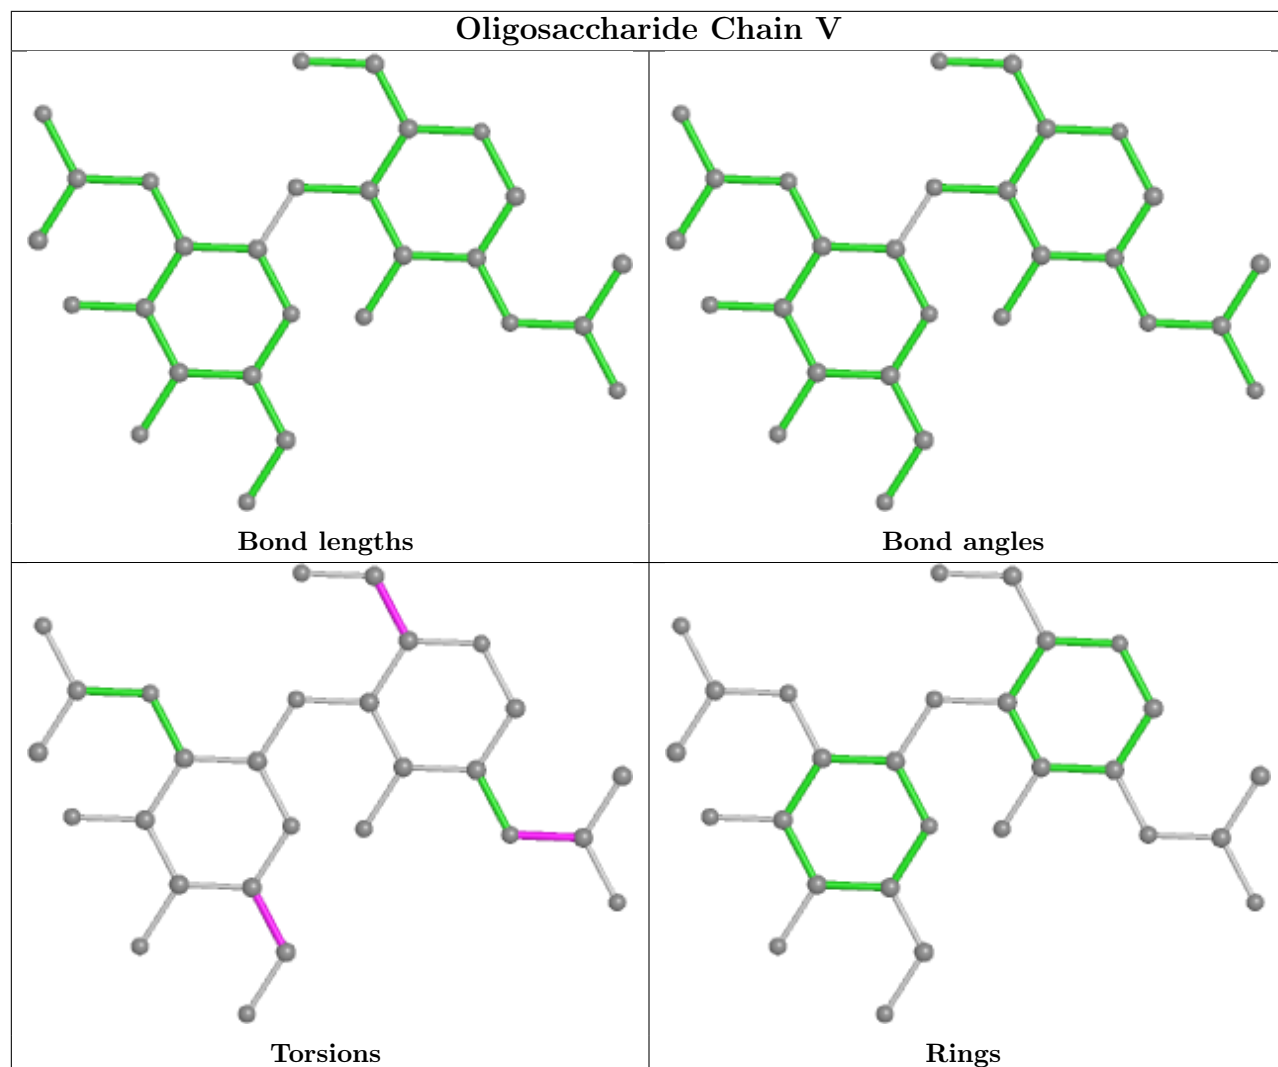 Oligosaccharide Chain V
Bond lengths
Bond angles
Torsions
Rings